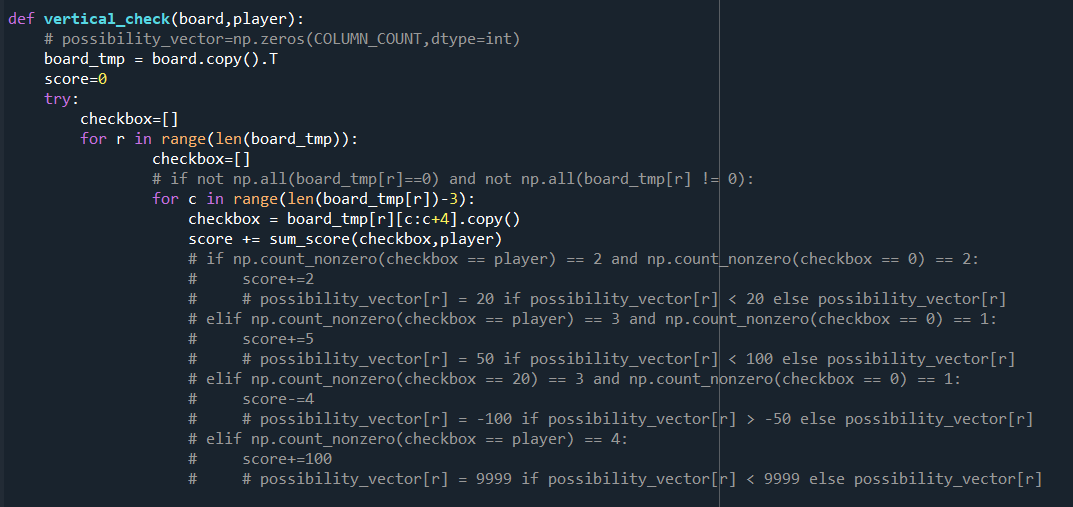 def vertical_check(board,player):
    # possibility_vector=np.zeros(COLUMN_COUNT,dtype=int)
    board_tmp = board.copy().T
    score=0
    try:
        checkbox=[]
        for r in range(len(board_tmp)):
                checkbox=[]
                # if not np.all(board_tmp[r]==0) and not np.all(board_tmp[r] != 0):
                for c in range(len(board_tmp[r])-3):
                    checkbox = board_tmp[r][c:c+4].copy()
                    score += sum_score(checkbox,player)
                    # if np.count_nonzero(checkbox == player) == 2 and np.count_nonzero(checkbox == 0) == 2:
                    #     score+=2
                    #     # possibility_vector[r] = 20 if possibility_vector[r] < 20 else possibility_vector[r]
                    # elif np.count_nonzero(checkbox == player) == 3 and np.count_nonzero(checkbox == 0) == 1:
                    #     score+=5
                    #     # possibility_vector[r] = 50 if possibility_vector[r] < 100 else possibility_vector[r]
                    # elif np.count_nonzero(checkbox == 20) == 3 and np.count_nonzero(checkbox == 0) == 1:
                    #     score-=4
                    #     # possibility_vector[r] = -100 if possibility_vector[r] > -50 else possibility_vector[r]
                    # elif np.count_nonzero(checkbox == player) == 4:
                    #     score+=100
                    #     # possibility_vector[r] = 9999 if possibility_vector[r] < 9999 else possibility_vector[r]